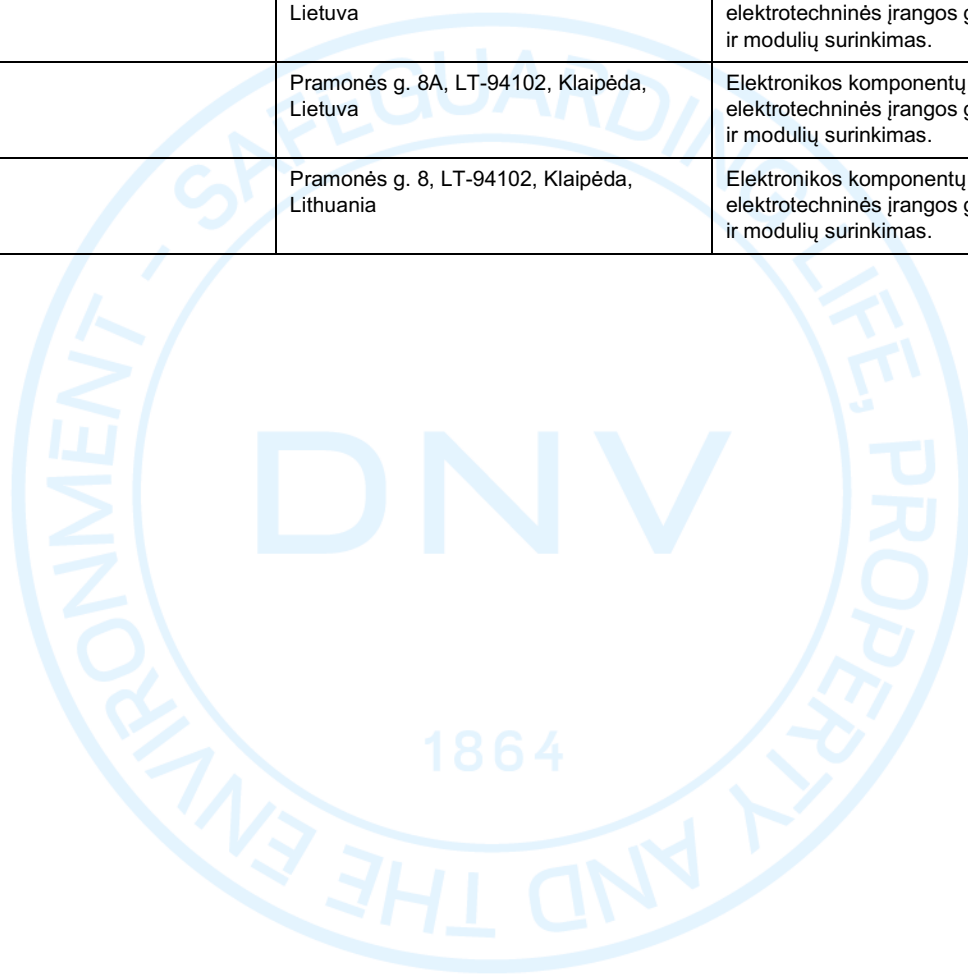 Lietuva
elektrotechninės įrangos
ir modulių surinkimas.
Pramonės g. 8A, LT-94102, Klaipėda,
Lietuva
Elektronikos komponentų
elektrotechninės įrangos
ir modulių surinkimas.
Pramonės g. 8, LT-94102, Klaipėda,
Lithuania
Elektronikos komponentų
elektrotechninės įrangos
ir modulių surinkimas.
SAFEGUARDING LIFE, PROPERTY AND THE ENVIRONMENT -
DNV
1864